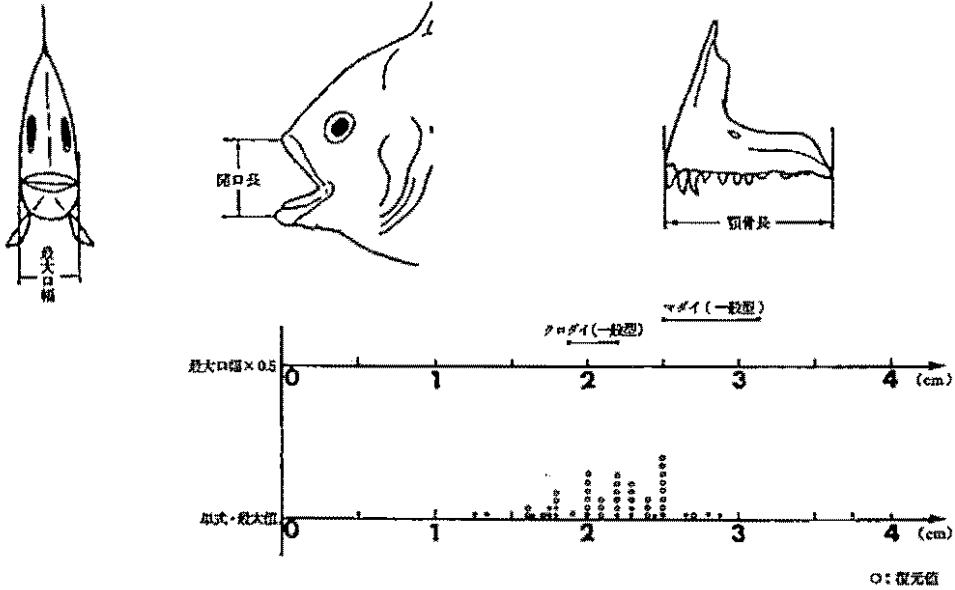 開口長
最大口幅
顎骨長
マダイ(一般型)
クロダイ(一般型)
最大口幅×0.5
0 1 2 3 4 (cm)
単式・最大幅
0 1 2 3 4 (cm)
○:復元値